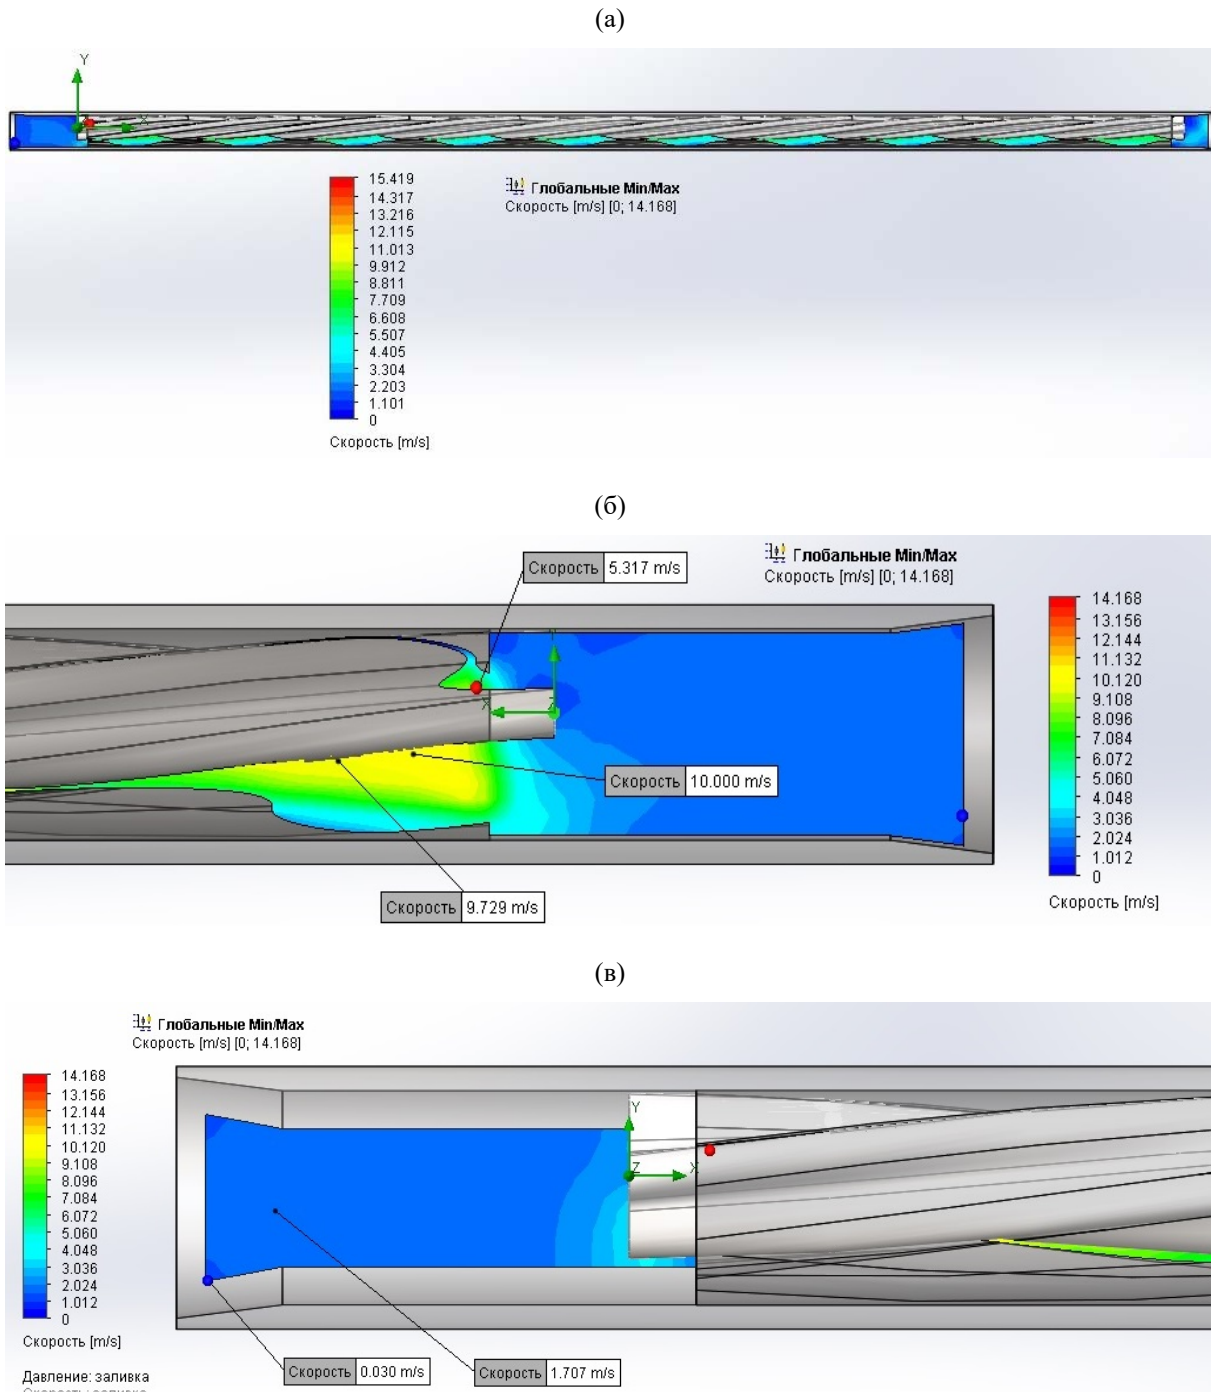 (а)
Y
X
15.419
14.317
13.216
12.115
11.013
9.912
8.811
7.709
6.608
5.507
4.405
3.304
2.203
1.101
0
Скорость [m/s]
Глобальные Min/Max
Скорость [m/s] [0; 14.168]
(б)
Скорость 5.317 m/s
Глобальные Min/Max
Скорость [m/s] [0; 14.168]
14.168
13.156
12.144
11.132
10.120
9.108
8.096
7.084
6.072
5.060
4.048
3.036
2.024
1.012
0
Скорость [m/s]
X
Z
Скорость 10.000 m/s
Скорость 9.729 m/s
(в)
Глобальные Min/Max
Скорость [m/s] [0; 14.168]
14.168
13.156
12.144
11.132
10.120
9.108
8.096
7.084
6.072
5.060
4.048
3.036
2.024
1.012
0
Скорость [m/s]
Y
Z
X
Скорость 0.030 m/s
Скорость 1.707 m/s
Давление: заливка